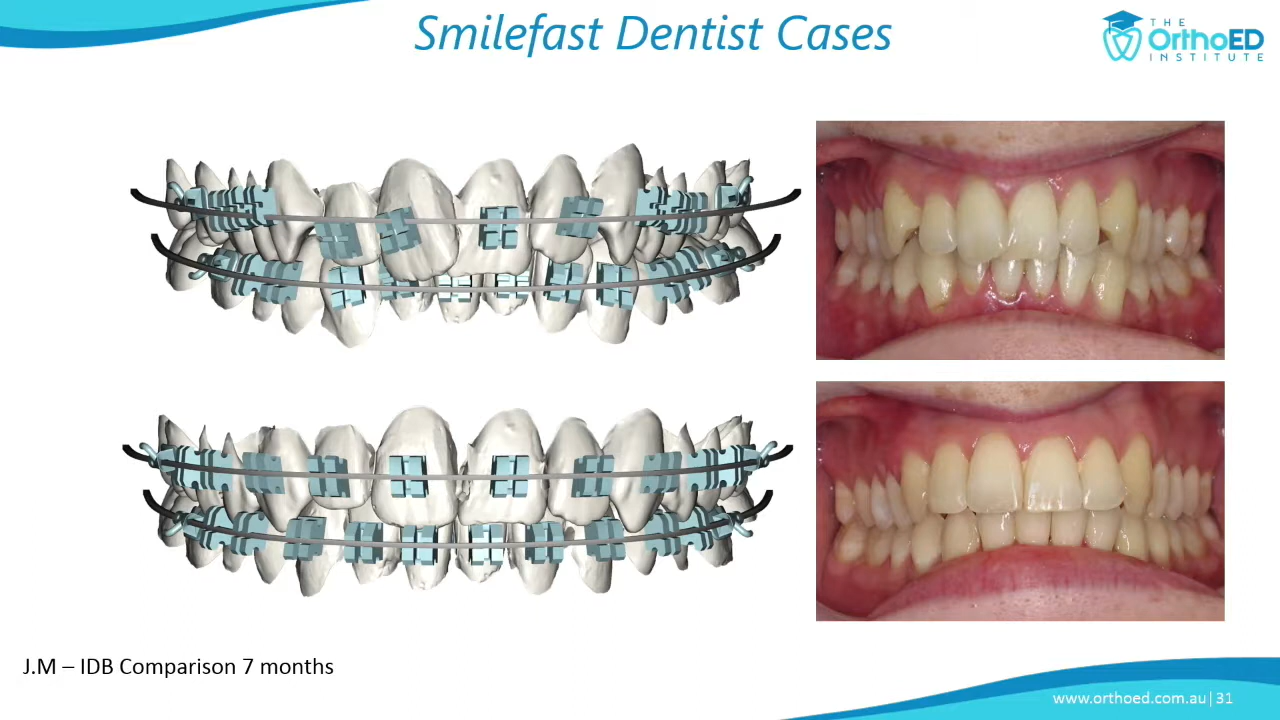 Smilefast Dentist Cases
THE
OrthoED
INSTITUTE
J.M – IDB Comparison 7 months
www.orthoed.com.au| 31